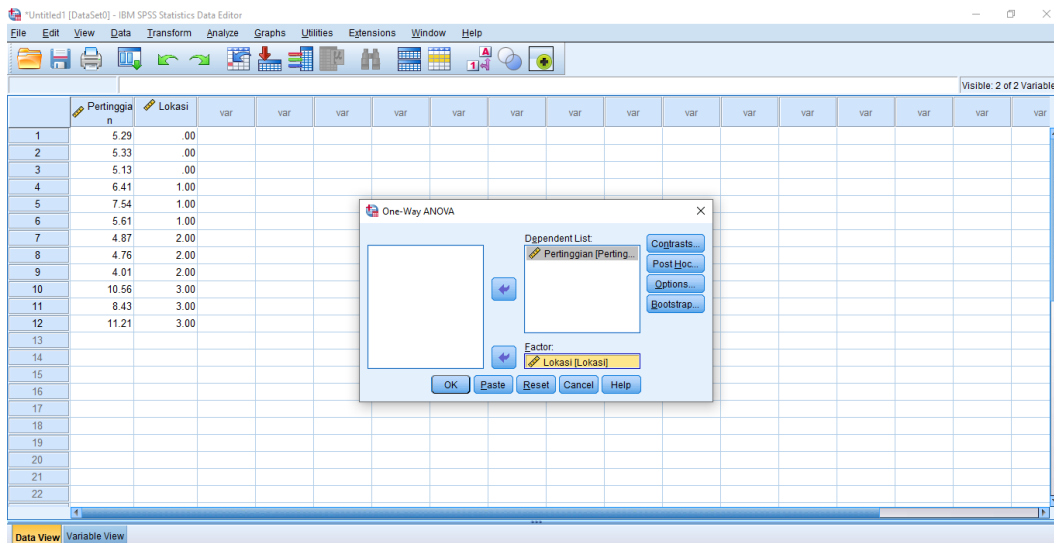 *Untitled1 [DataSet0] - IBM SPSS Statistics Data Editor
File Edit View Data Transform Analyze Graphs Utilities Extensions Window Help
Visible: 2 of 2 Variable
Pertinggia
n Lokasi var var var var var var var var var var var var var var var
1 5.29 .00
2 5.33 .00
3 5.13 .00
4 6.41 1.00
5 7.54 1.00
6 5.61 1.00
7 4.87 2.00
8 4.76 2.00
9 4.01 2.00
10 10.56 3.00
11 8.43 3.00
12 11.21 3.00
13
14
15
16
17
18
19
20
21
22
One-Way ANOVA
Dependent List:
Pertinggian [Perting...
Contrasts...
Post Hoc...
Options...
Bootstrap...
Factor:
Lokasi [Lokasi]
OK Paste Reset Cancel Help
Data View Variable View